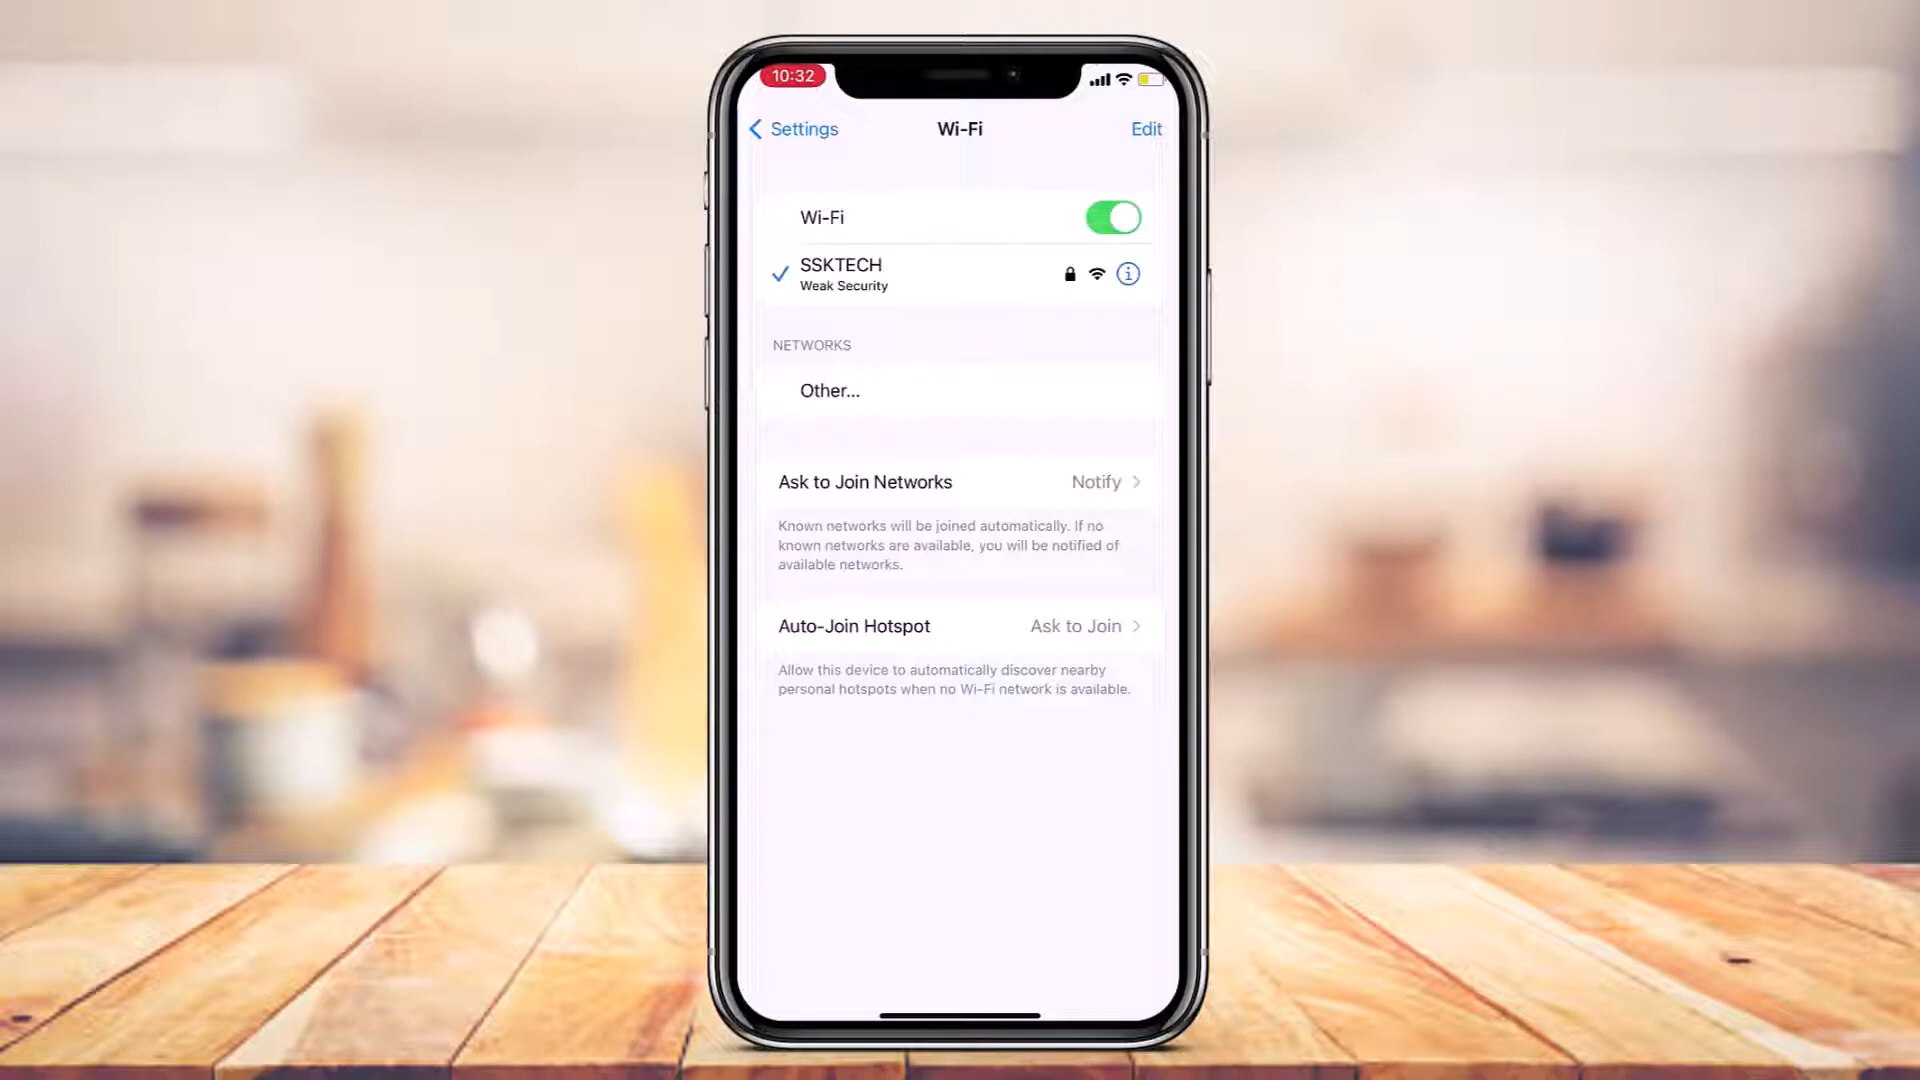 10:32
Settings
Wi-Fi
Edit
Wi-Fi
SSKTECH
Weak Security
NETWORKS
Other...
Ask to Join Networks
Notify
Known networks will be joined automatically. If no
known networks are available, you will be notified of
available networks.
Auto-Join Hotspot
Ask to Join
Allow this device to automatically discover nearby
personal hotspots when no Wi-Fi network is available.